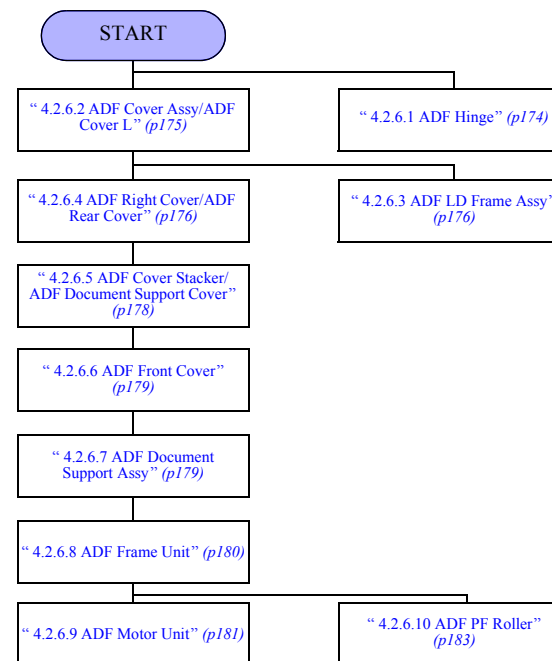 START
“ 4.2.6.2 ADF Cover Assy/ADF
Cover L” (p175)
“ 4.2.6.1 ADF Hinge” (p174)
“ 4.2.6.4 ADF Right Cover/ADF
Rear Cover” (p176)
“ 4.2.6.3 ADF LD Frame Assy”
(p176)
“ 4.2.6.5 ADF Cover Stacker/
ADF Document Support Cover”
(p178)
“ 4.2.6.6 ADF Front Cover”
(p179)
“ 4.2.6.7 ADF Document
Support Assy” (p179)
“ 4.2.6.8 ADF Frame Unit” (p180)
“ 4.2.6.9 ADF Motor Unit” (p181)
“ 4.2.6.10 ADF PF Roller”
(p183)